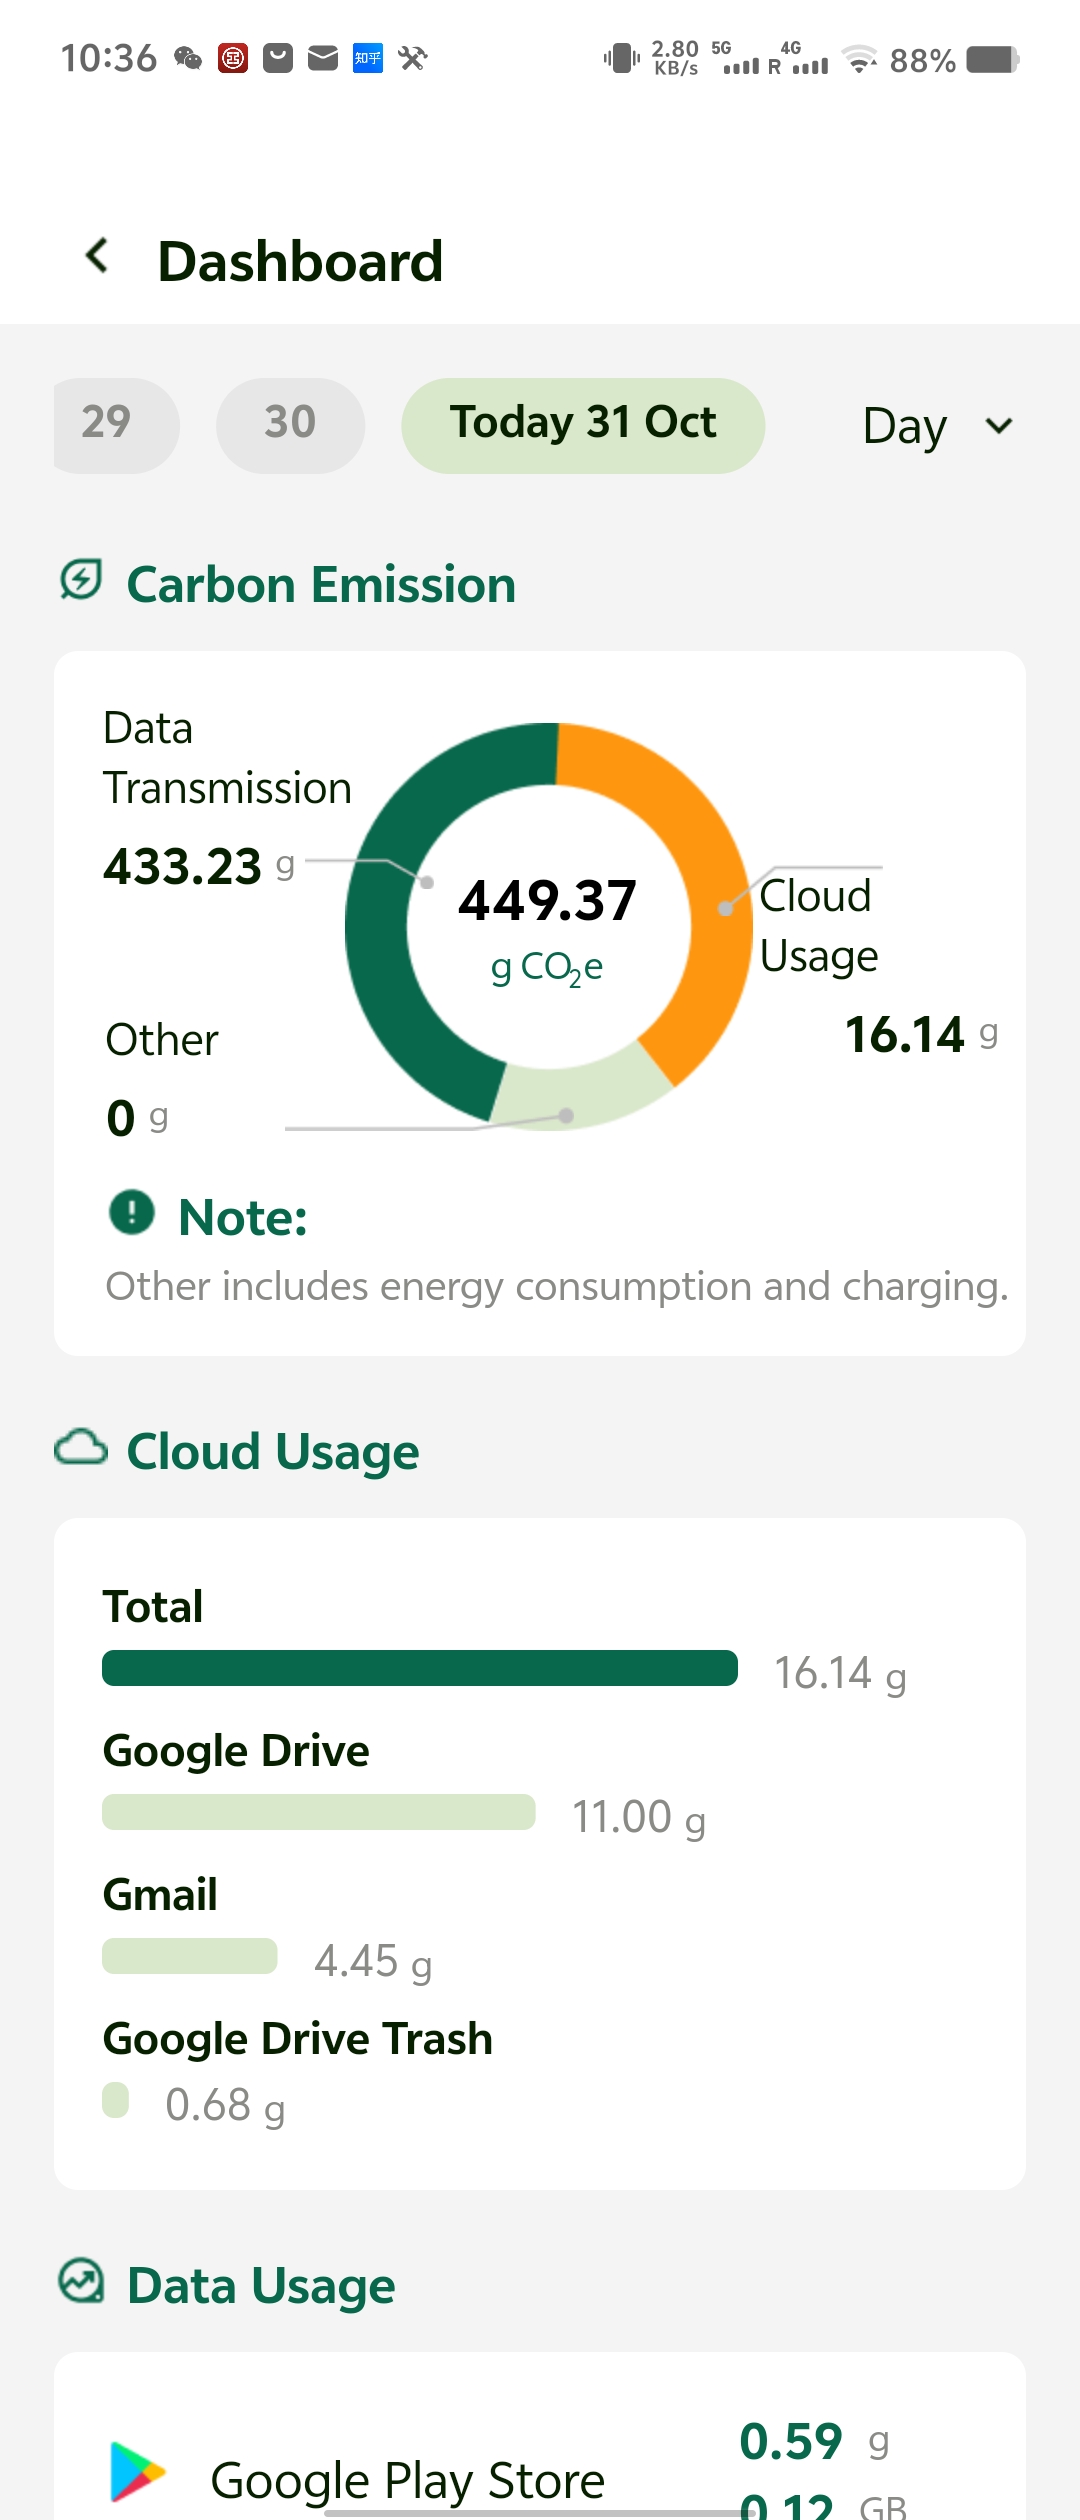 10:36
知乎
2.80 KB/s 5G R 4G 88%
Dashboard
29 30 Today 31 Oct Day
Carbon Emission
Data
Transmission
433.23 g
449.37
g CO₂e
Cloud
Usage
16.14 g
Other
0 g
Note:
Other includes energy consumption and charging.
Cloud Usage
Total
16.14 g
Google Drive
11.00 g
Gmail
4.45 g
Google Drive Trash
0.68 g
Data Usage
Google Play Store
0.59 g
0.12 GB